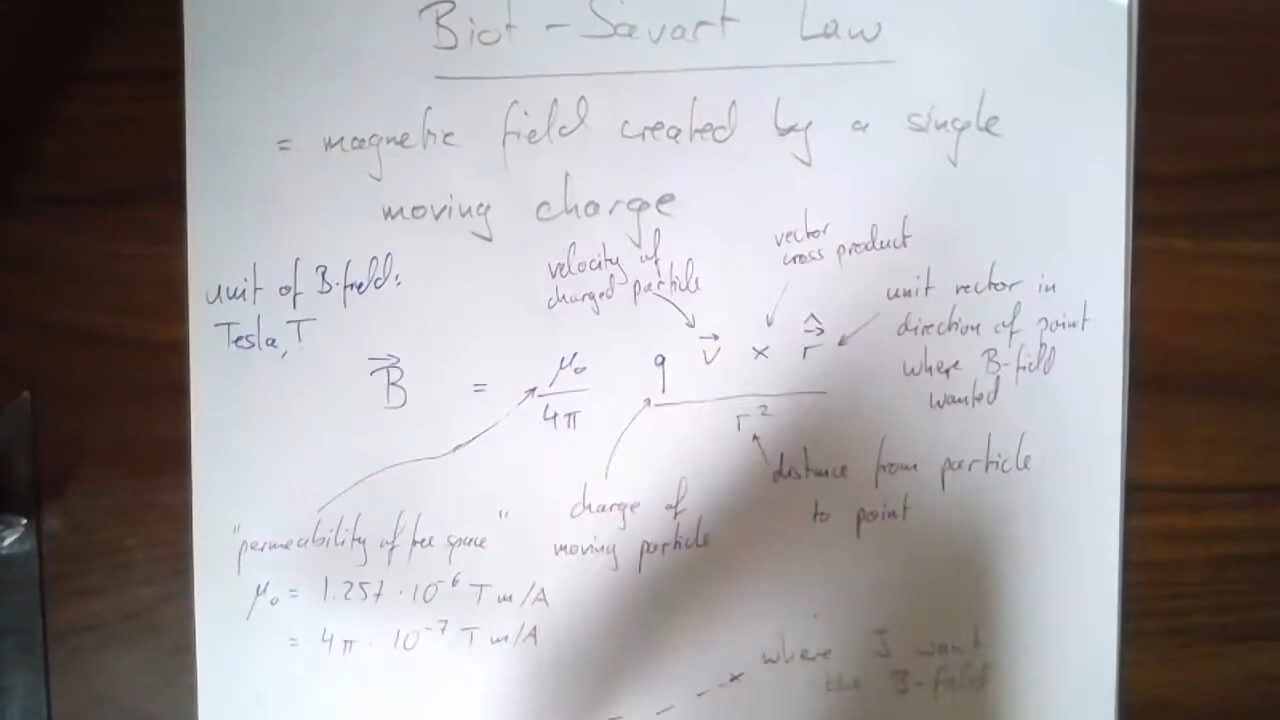 Biot - Savart Law
= magnetic field created by a single
moving charge
unit of B-field:
Tesla, T
velocity of
charged particle
vector
cross product
unit vector in
direction of point
where B-field
wanted
B⃗ = μ₀/4π q v⃗ × r̂⃗ / r²
distance from particle
to point
charge of
moving particle
"permeability of free space"
μ₀ = 1.257 · 10⁻⁶ Tm/A
= 4π · 10⁻⁷ Tm/A
where I want
the B-field